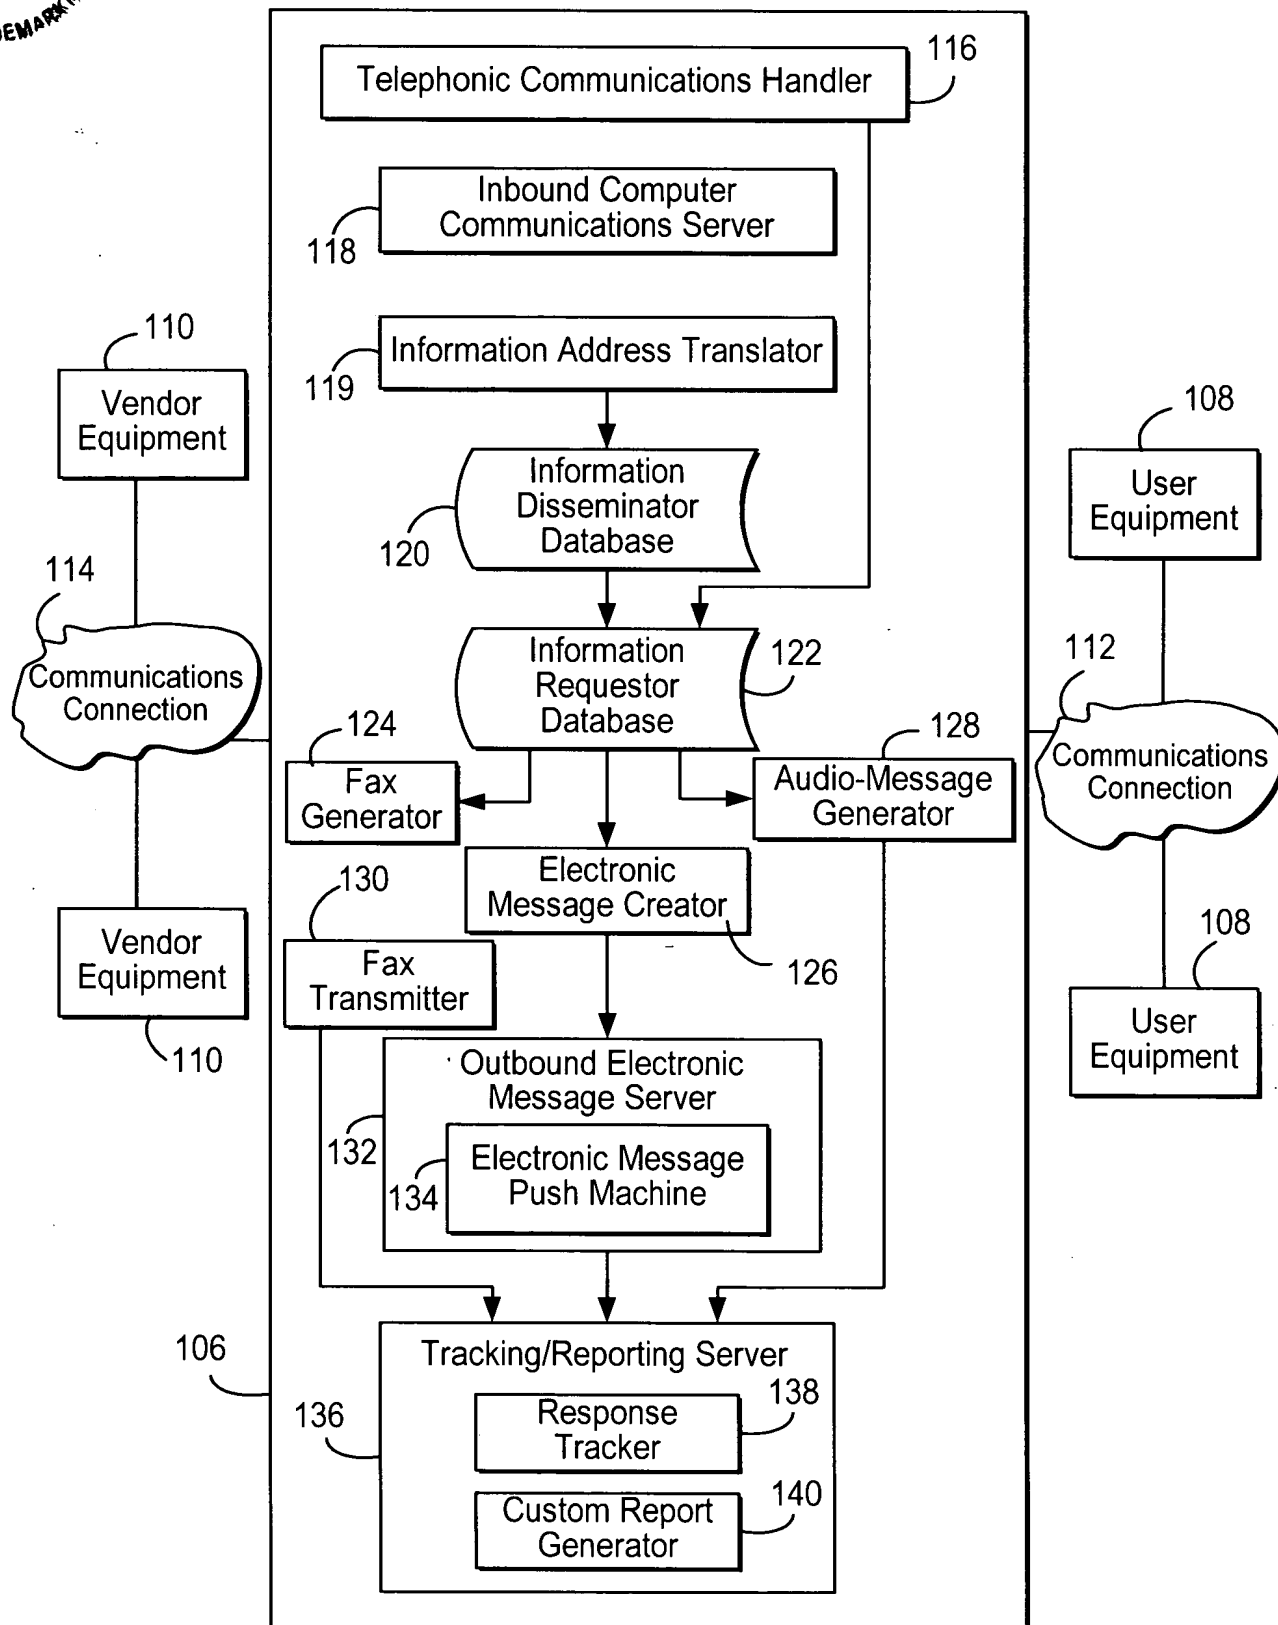 116
Telephonic Communications Handler
Inbound Computer
Communications Server
118
Information Address Translator
119
110
Vendor
Equipment
108
User
Equipment
Information
Disseminator
Database
120
114
Communications
Connection
Information
Requestor
Database
122
112
Communications
Connection
124
Fax
Generator
128
Audio-Message
Generator
Electronic
Message Creator
126
130
Fax
Transmitter
Vendor
Equipment
110
108
User
Equipment
Outbound Electronic
Message Server
132
Electronic Message
Push Machine
134
106
Tracking/Reporting Server
136
Response
Tracker
138
Custom Report
Generator
140